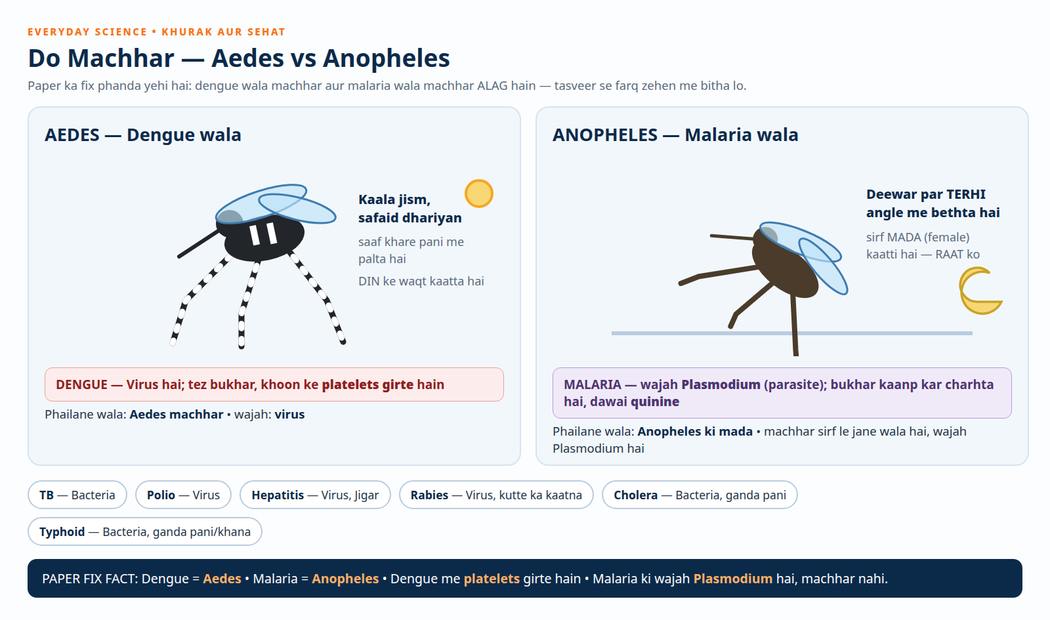 EVERYDAY SCIENCE • KHURAK AUR SEHAT
Do Machhar — Aedes vs Anopheles
Paper ka fix phanda yehi hai: dengue wala machhar aur malaria wala machhar ALAG hain — tasveer se farq zehen me bitha lo.
AEDES — Dengue wala
Kaala jism,
safaid dhariyan
saaf khare pani me
palta hai
DIN ke waqt kaatta hai
DENGUE — Virus hai; tez bukhar, khoon ke platelets girte hain
Phailane wala: Aedes machhar • wajah: virus
ANOPHELES — Malaria wala
Deewar par TERHI
angle me bethta hai
sirf MADA (female)
kaatti hai — RAAT ko
MALARIA — wajah Plasmodium (parasite); bukhar kaanp kar charhta
hai, dawai quinine
Phailane wala: Anopheles ki mada • machhar sirf le jane wala hai, wajah
Plasmodium hai
TB — Bacteria
Polio — Virus
Hepatitis — Virus, Jigar
Rabies — Virus, kutte ka kaatna
Cholera — Bacteria, ganda pani
Typhoid — Bacteria, ganda pani/khana
PAPER FIX FACT: Dengue = Aedes • Malaria = Anopheles • Dengue me platelets girte hain • Malaria ki wajah Plasmodium hai, machhar nahi.